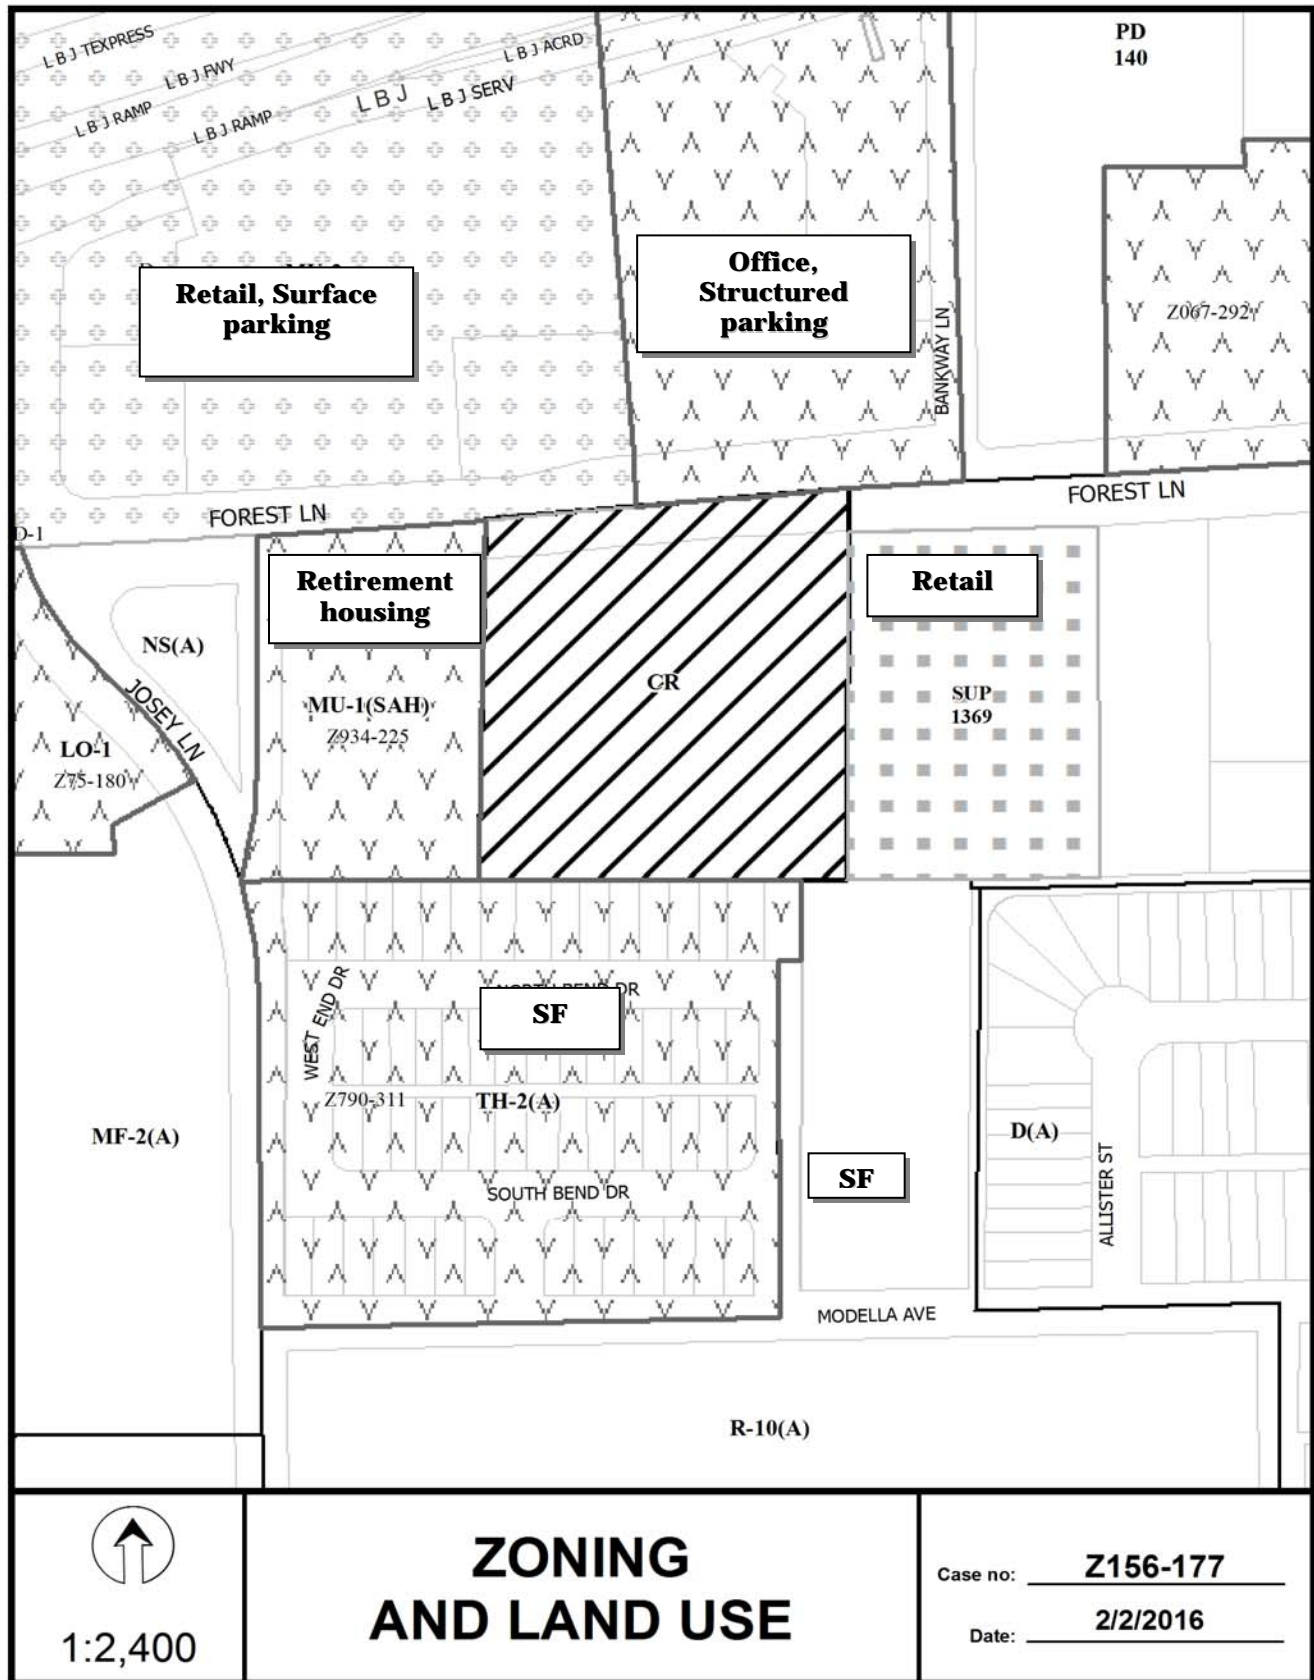 L B J TEXPRESS
L B J FWY
L B J ACRD
L B J
L B J SERV
L B J RAMP
L B J RAMP
PD
140
Retail, Surface
parking
Office,
Structured
parking
Z067-292
BANKWAY LN
FOREST LN
FOREST LN
D-1
Retirement
housing
Retail
NS(A)
JOSEY LN
CR
MU-1(SAH)
Z934-225
SUP
1369
LO-1
Z75-180
WEST END DR
NORTH BEND DR
SF
Z790-311
TH-2(A)
MF-2(A)
D(A)
SF
SOUTH BEND DR
ALLISTER ST
MODELLA AVE
R-10(A)
1:2,400
ZONING
AND LAND USE
Case no: Z156-177
Date: 2/2/2016